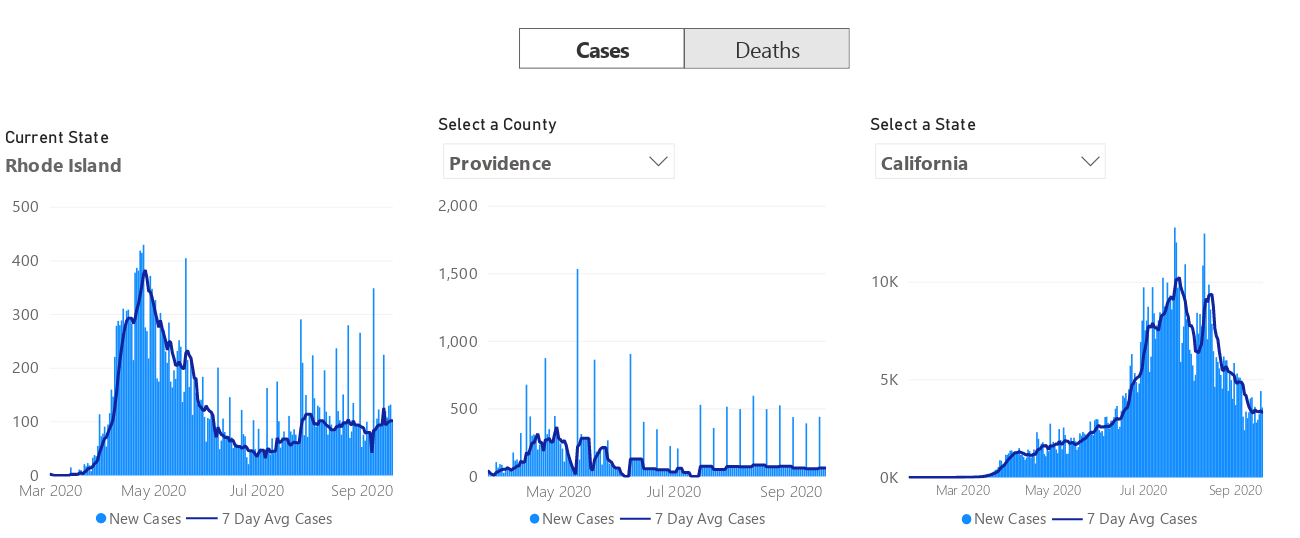 Cases Deaths
Current State
Rhode Island
500
400
300
200
100
0
Mar 2020 May 2020 Jul 2020 Sep 2020
New Cases 7 Day Avg Cases
Select a County
Providence
2,000
1,500
1,000
500
0
May 2020 Jul 2020 Sep 2020
New Cases 7 Day Avg Cases
Select a State
California
10K
5K
0K
Mar 2020 May 2020 Jul 2020 Sep 2020
New Cases 7 Day Avg Cases